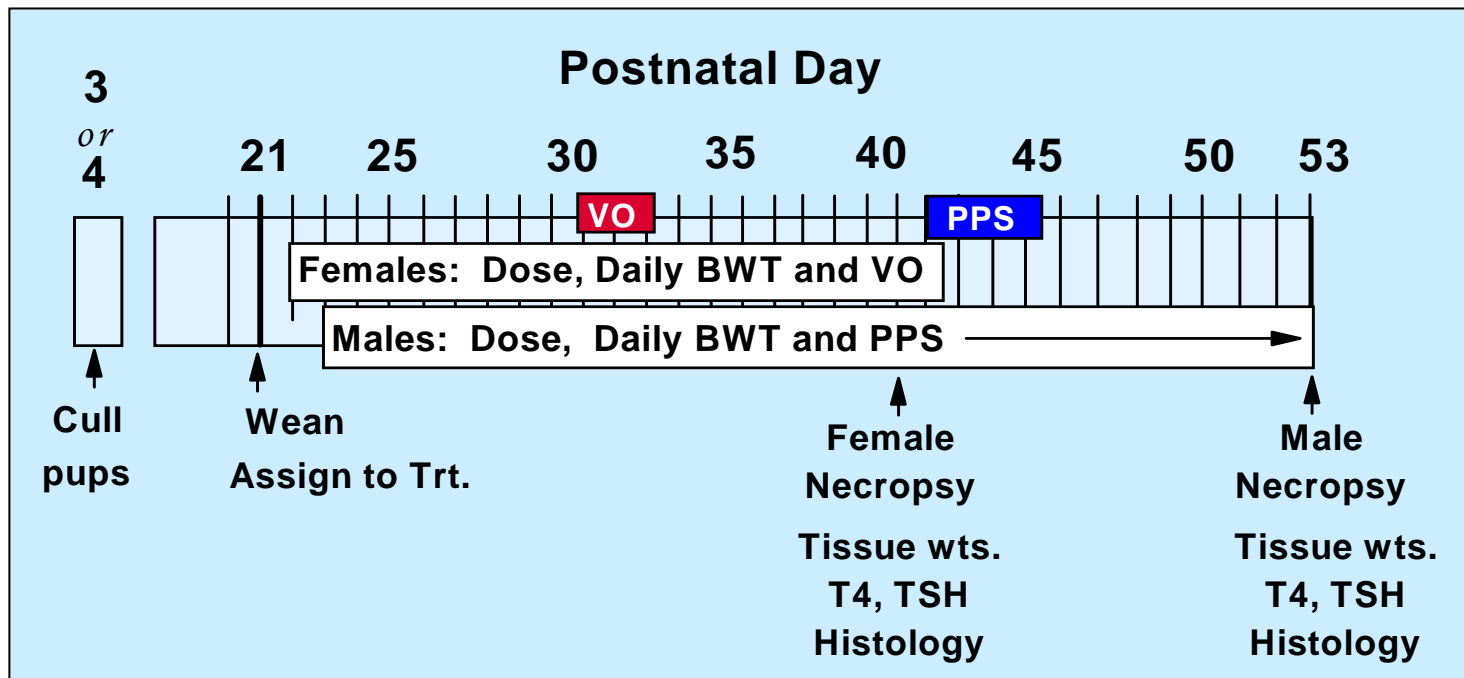 Postnatal Day
3
or
4
21 25 30 35 40 45 50 53
VO
PPS
Females: Dose, Daily BWT and VO
Males: Dose, Daily BWT and PPS
Cull
pups
Wean
Assign to Trt.
Female
Necropsy
Tissue wts.
T4, TSH
Histology
Male
Necropsy
Tissue wts.
T4, TSH
Histology